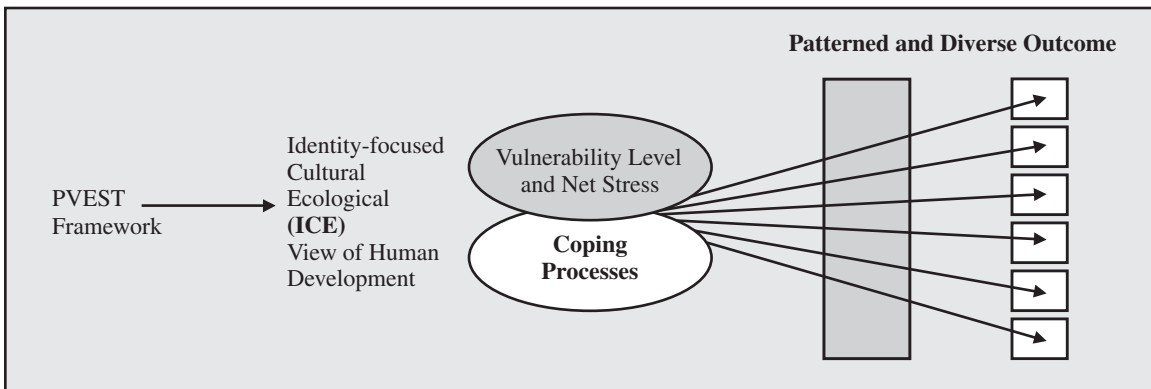 Patterned and Diverse Outcome
PVEST
Framework
Identity-focused
Cultural
Ecological
(ICE)
View of Human
Development
Vulnerability Level
and Net Stress
Coping
Processes